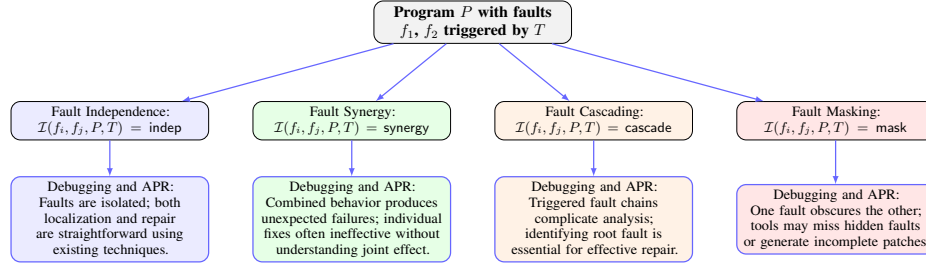 Program P with faults
f₁, f₂ triggered by T
Fault Independence:
I(fᵢ, fⱼ, P, T) = indep
Fault Synergy:
I(fᵢ, fⱼ, P, T) = synergy
Fault Cascading:
I(fᵢ, fⱼ, P, T) = cascade
Fault Masking:
I(fᵢ, fⱼ, P, T) = mask
Debugging and APR:
Faults are isolated; both
localization and repair
are straightforward using
existing techniques.
Debugging and APR:
Combined behavior produces
unexpected failures; individual
fixes often ineffective without
understanding joint effect.
Debugging and APR:
Triggered fault chains
complicate analysis;
identifying root fault is
essential for effective repair.
Debugging and APR:
One fault obscures the other;
tools may miss hidden faults
or generate incomplete patches.